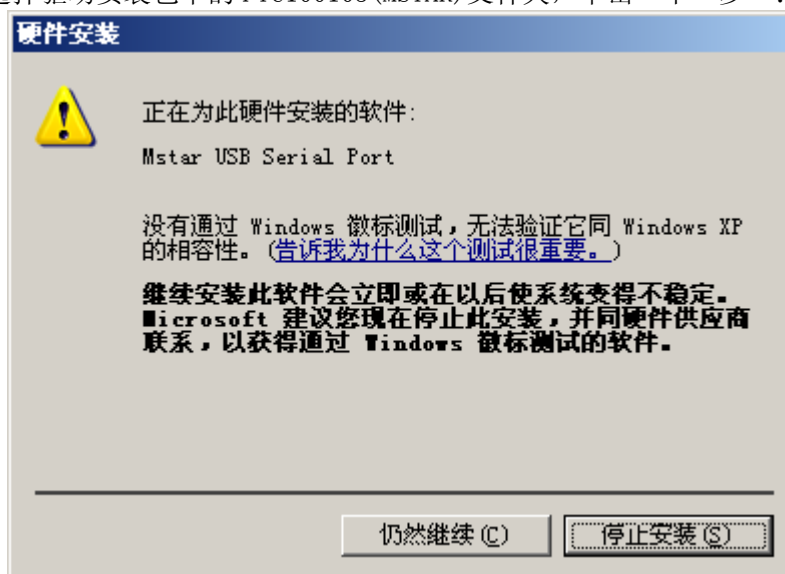 硬件安装
正在为此硬件安装的软件:
Mstar USB Serial Port
没有通过 Windows 徽标测试，无法验证它同 Windows XP
的相容性。(告诉我为什么这个测试很重要。)
继续安装此软件会立即或在以后使系统变得不稳定。
Microsoft 建议您现在停止此安装，并同硬件供应商
联系，以获得通过 Windows 徽标测试的软件。
仍然继续(C)
停止安装(S)